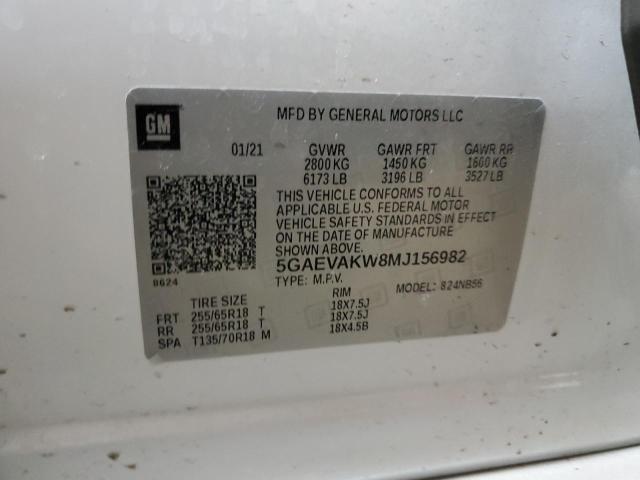 GM
MFD BY GENERAL MOTORS LLC
01/21 GVWR GAWR FRT GAWR RR
2800 KG 1450 KG 1600 KG
6173 LB 3196 LB 3527 LB
THIS VEHICLE CONFORMS TO ALL
APPLICABLE U.S. FEDERAL MOTOR
VEHICLE SAFETY STANDARDS IN EFFECT
ON THE DATE OF MANUFACTURE
SHOWN ABOVE.
5GAEVAKW8MJ156982
8624
TYPE: M.P.V. MODEL: 824NB56
TIRE SIZE RIM
FRT 255/65R18 T 18X7.5J
RR 255/65R18 T 18X7.5J
SPA T135/70R18 M 18X4.5B